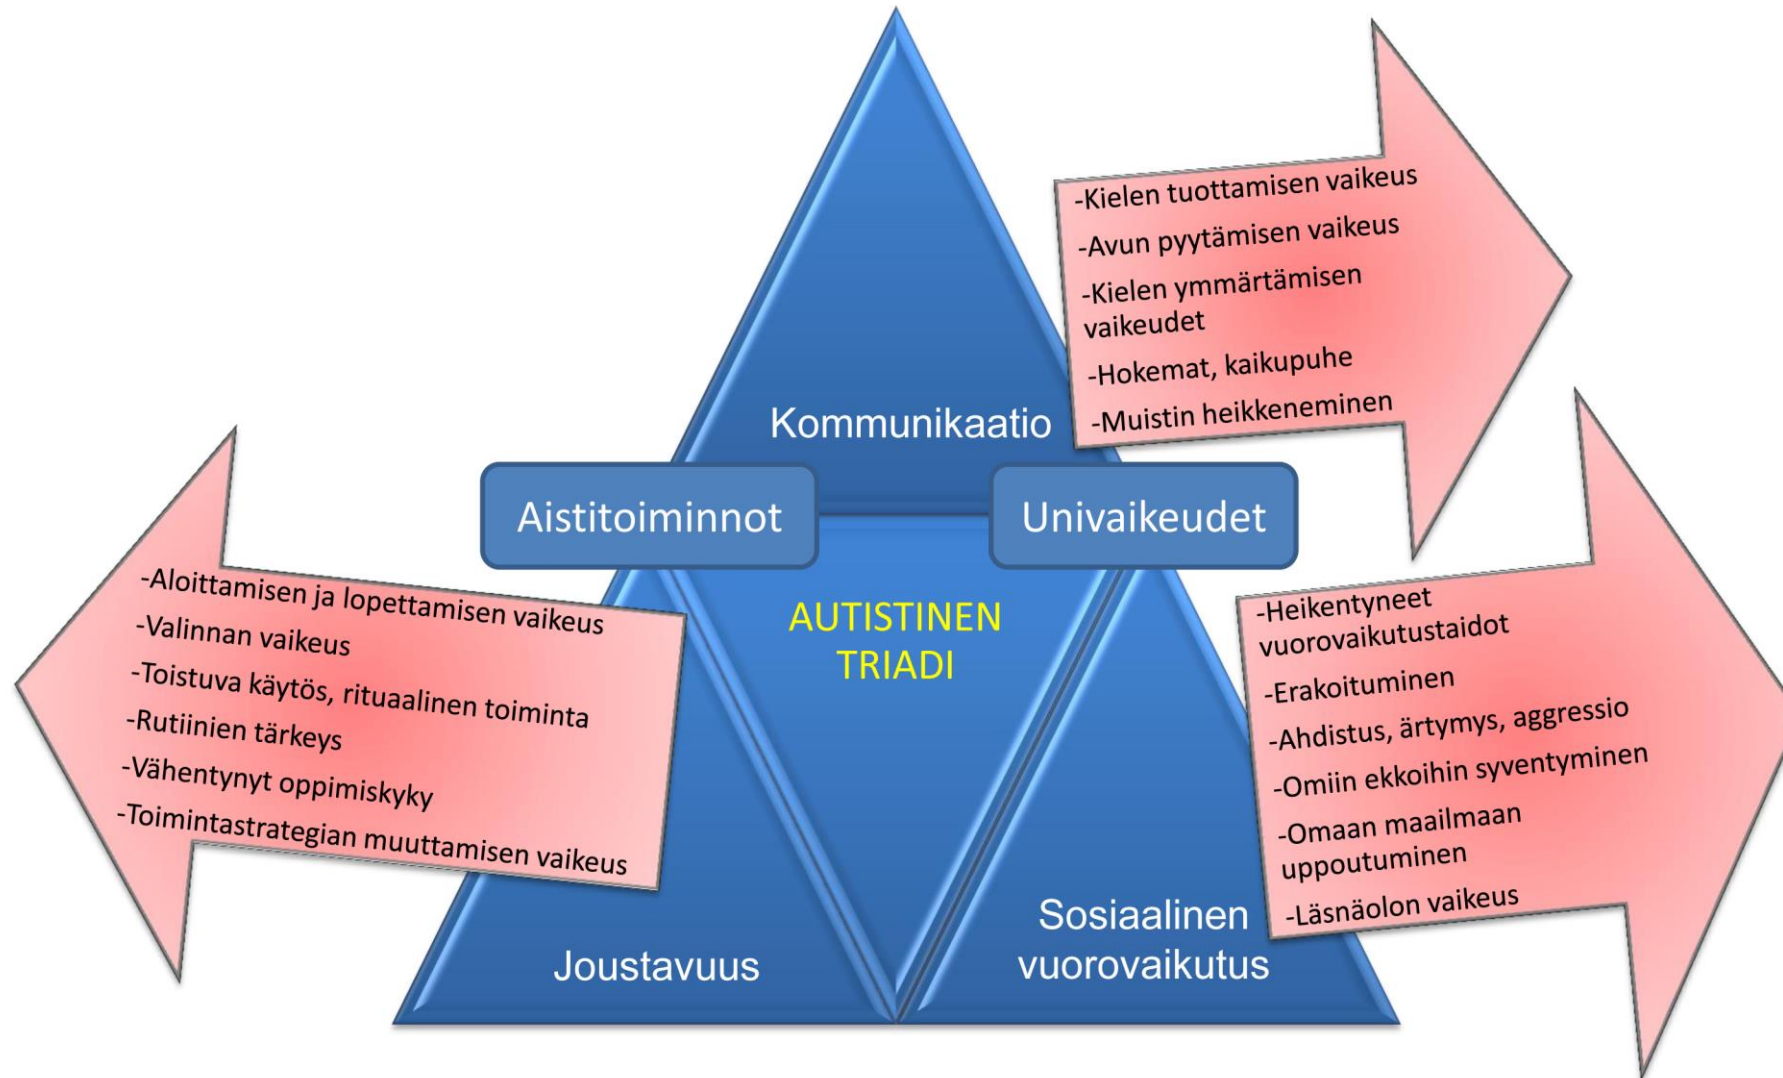 Kommunikaatio
Aistitoiminnot
Univaikeudet
AUTISTINEN
TRIADI
Joustavuus
Sosiaalinen
vuorovaikutus
-Kielen tuottamisen vaikeus
-Avun pyytämisen vaikeus
-Kielen ymmärtämisen
vaikeudet
-Hokemat, kaikupuhe
-Muistin heikkeneminen
-Aloittamisen ja lopettamisen vaikeus
-Valinnan vaikeus
-Toistuva käytös, rituaalinen toiminta
-Rutiinien tärkeys
-Vähentynyt oppimiskyky
-Toimintastrategian muuttamisen vaikeus
-Heikentyneet
vuorovaikutustaidot
-Erakoituminen
-Ahdistus, ärtymys, aggressio
-Omiin ekkoihin syventyminen
-Omaan maailmaan
uppoutuminen
-Läsnäolon vaikeus